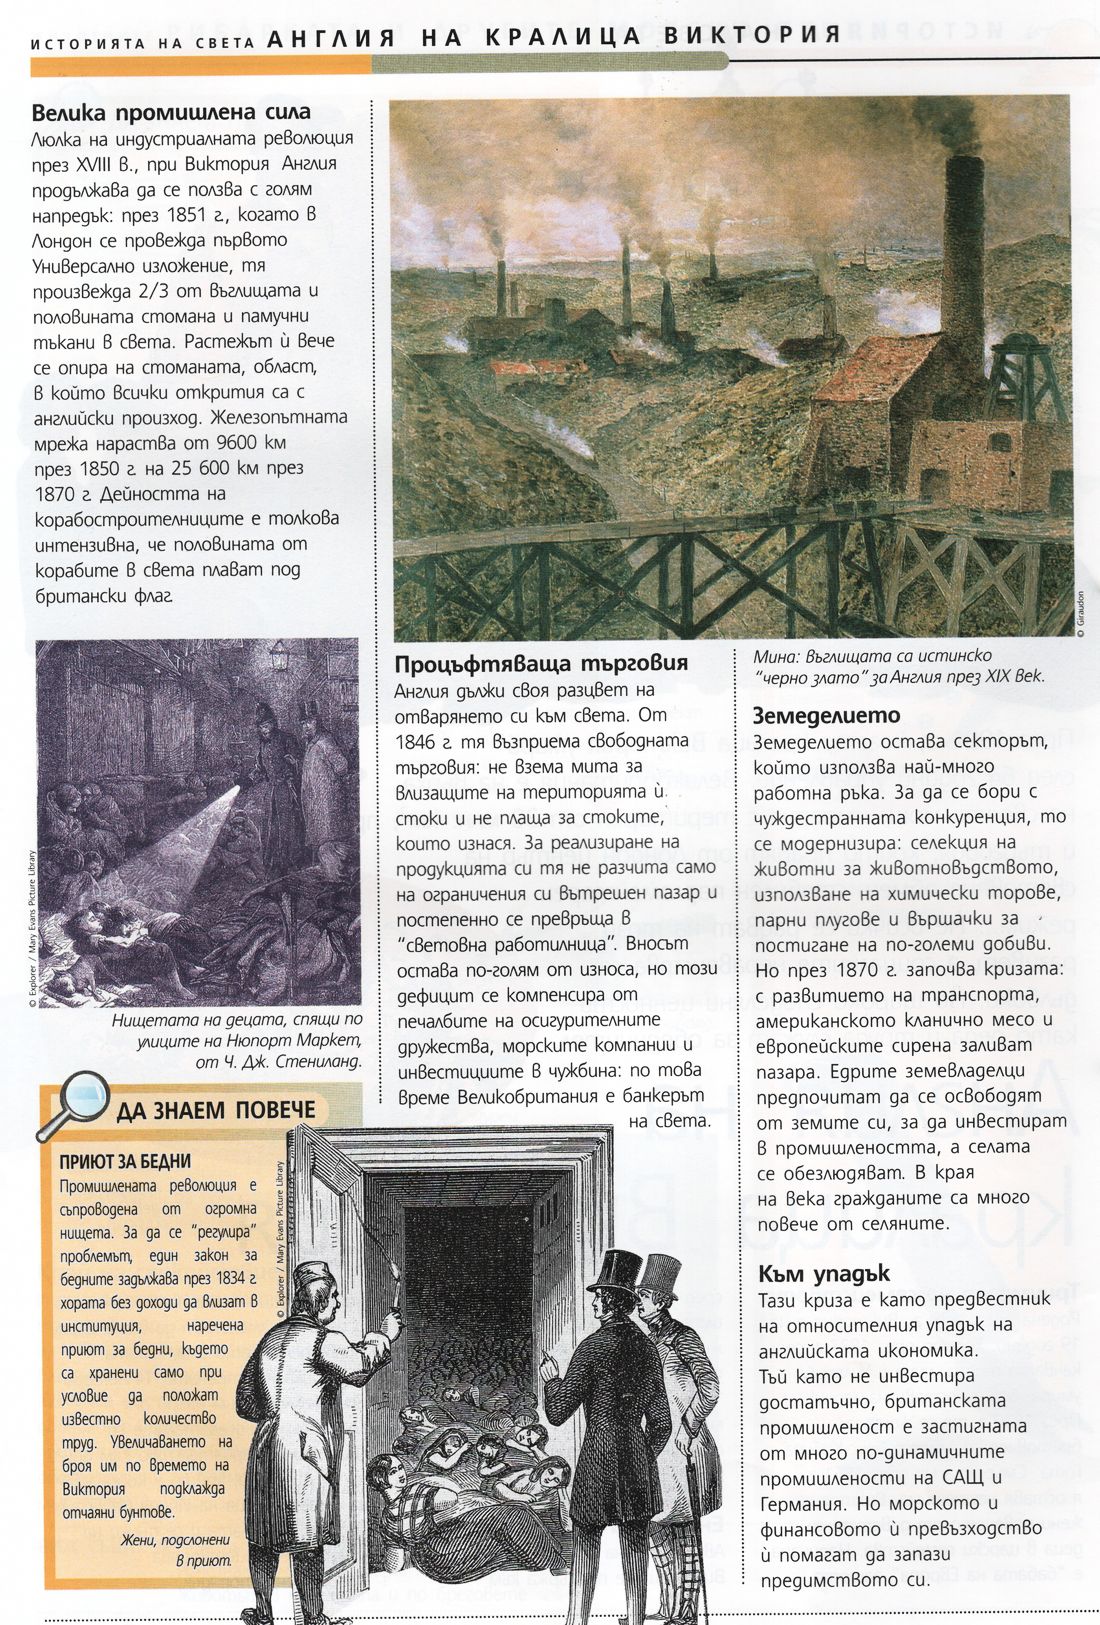 ИСТОРИЯТА НА СВЕТА АНГЛИЯ НА КРАЛИЦА ВИКТОРИЯ
Велика промишлена сила
Люлка на индустриалната революция
през XVIII в., при Виктория Англия
продължава да се ползва с голям
напредък: през 1851 г., когато в
Лондон се провежда първото
Универсално изложение, тя
произвежда 2/3 от въглищата и
половината стомана и памучни
тъкани в света. Растежът ѝ вече
се опира на стоманата, област,
в който всички открития са с
английски произход. Железопътната
мрежа нараства от 9600 км
през 1850 г. на 25 600 км през
1870 г. Дейността на
корабостроителниците е толкова
интензивна, че половината от
корабите в света плават под
британски флаг.
© Explorer / Mary Evans Picture Library
Нищетата на децата, спящи по
улиците на Нюпорт Маркет,
от Ч. Дж. Стениланд.
ДА ЗНАЕМ ПОВЕЧЕ
ПРИЮТ ЗА БЕДНИ
Промишлената революция е
съпроводена от огромна
нищета. За да се "регулира"
проблемът, един закон за
бедните задължава през 1834 г.
хората без доходи да влизат в
институция, наречена
приют за бедни, където
са хранени само при
условие да положат
известно количество
труд. Увеличаването на
броя им по времето на
Виктория подклажда
отчаяни бунтове.
Жени, подслонени
в приют.
© Explorer / Mary Evans Picture Library
© Giraudon
Процъфтяваща търговия
Англия дължи своя разцвет на
отварянето си към света. От
1846 г. тя възприема свободната
търговия: не взема мита за
влизащите на територията ѝ
стоки и не плаща за стоките,
които изнася. За реализиране на
продукцията си тя не разчита само
на ограничения си вътрешен пазар и
постепенно се превръща в
"световна работилница". Вносът
остава по-голям от износа, но този
дефицит се компенсира от
печалбите на осигурителните
дружества, морските компании и
инвестициите в чужбина: по това
време Великобритания е банкерът
на света.
Мина: въглищата са истинско
"черно злато" за Англия през XIX век.
Земеделието
Земеделието остава секторът,
който използва най-много
работна ръка. За да се бори с
чуждестранната конкуренция, то
се модернизира: селекция на
животни за животновъдството,
използване на химически торове,
парни плугове и вършачки за
постигане на по-големи добиви.
Но през 1870 г. започва кризата:
с развитието на транспорта,
американското кланично месо и
европейските сирена заливат
пазара. Едрите земевладелци
предпочитат да се освободят
от земите си, за да инвестират
в промишлеността, а селата
се обезлюдяват. В края
на века гражданите са много
повече от селяните.
Към упадък
Тази криза е като предвестник
на относителния упадък на
английската икономика.
Тъй като не инвестира
достатъчно, британската
промишленост е застигната
от много по-динамичните
промишлености на САЩ и
Германия. Но морското и
финансовото ѝ превъзходство
ѝ помагат да запази
предимството си.